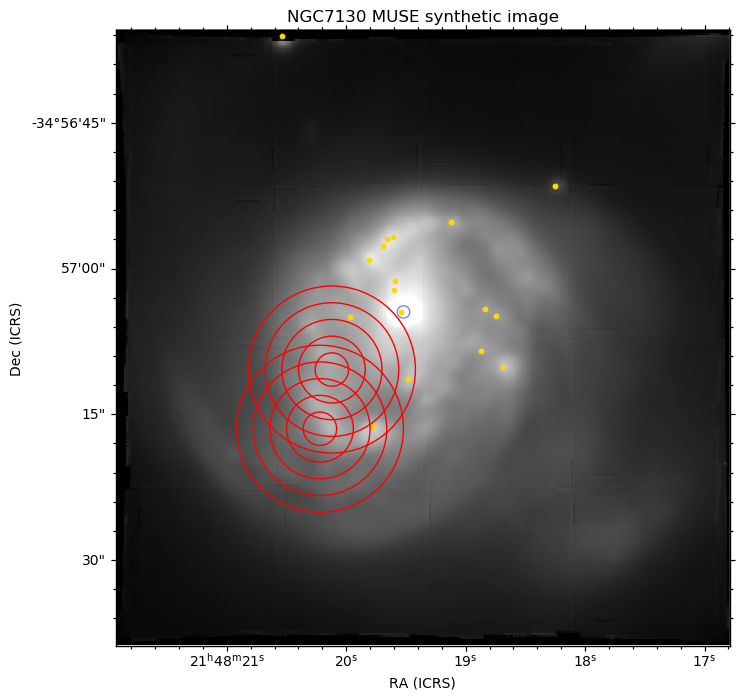 NGC7130 MUSE synthetic image
-34°56'45"
57'00"
15"
30"
21ʰ48ᵐ21ˢ 20ˢ 19ˢ 18ˢ 17ˢ
RA (ICRS)
Dec (ICRS)